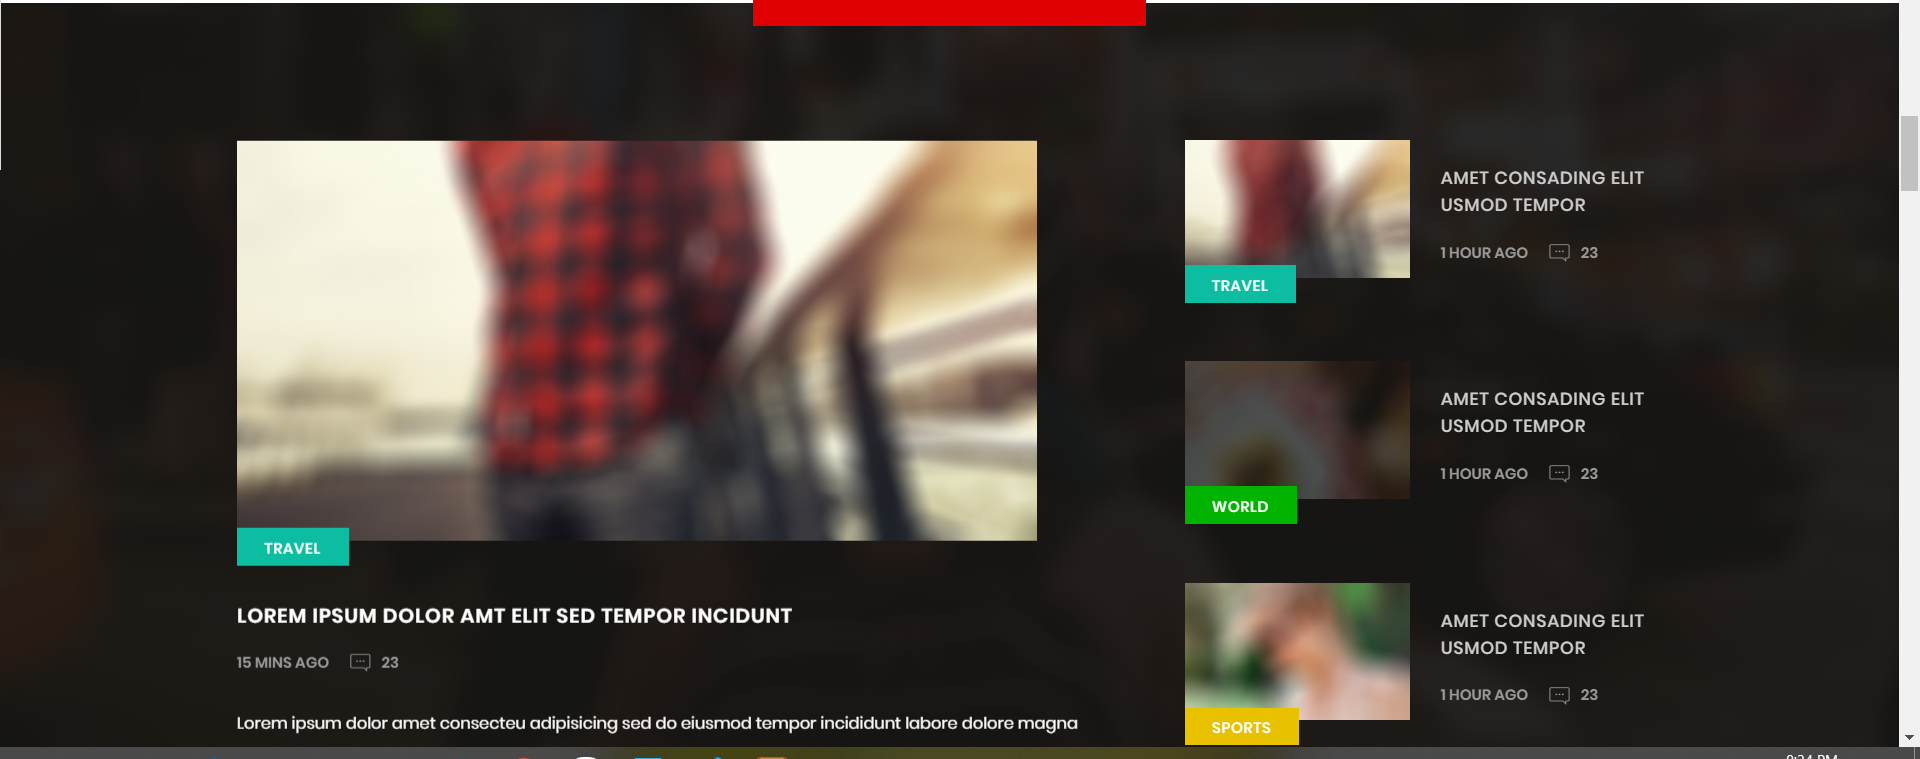 TRAVEL
LOREM IPSUM DOLOR AMT ELIT SED TEMPOR INCIDUNT
15 MINS AGO 23
Lorem ipsum dolor amet consecteu adipisicing sed do eiusmod tempor incididunt labore dolore magna
AMET CONSADING ELIT
USMOD TEMPOR
1 HOUR AGO 23
TRAVEL
AMET CONSADING ELIT
USMOD TEMPOR
1 HOUR AGO 23
WORLD
AMET CONSADING ELIT
USMOD TEMPOR
1 HOUR AGO 23
SPORTS